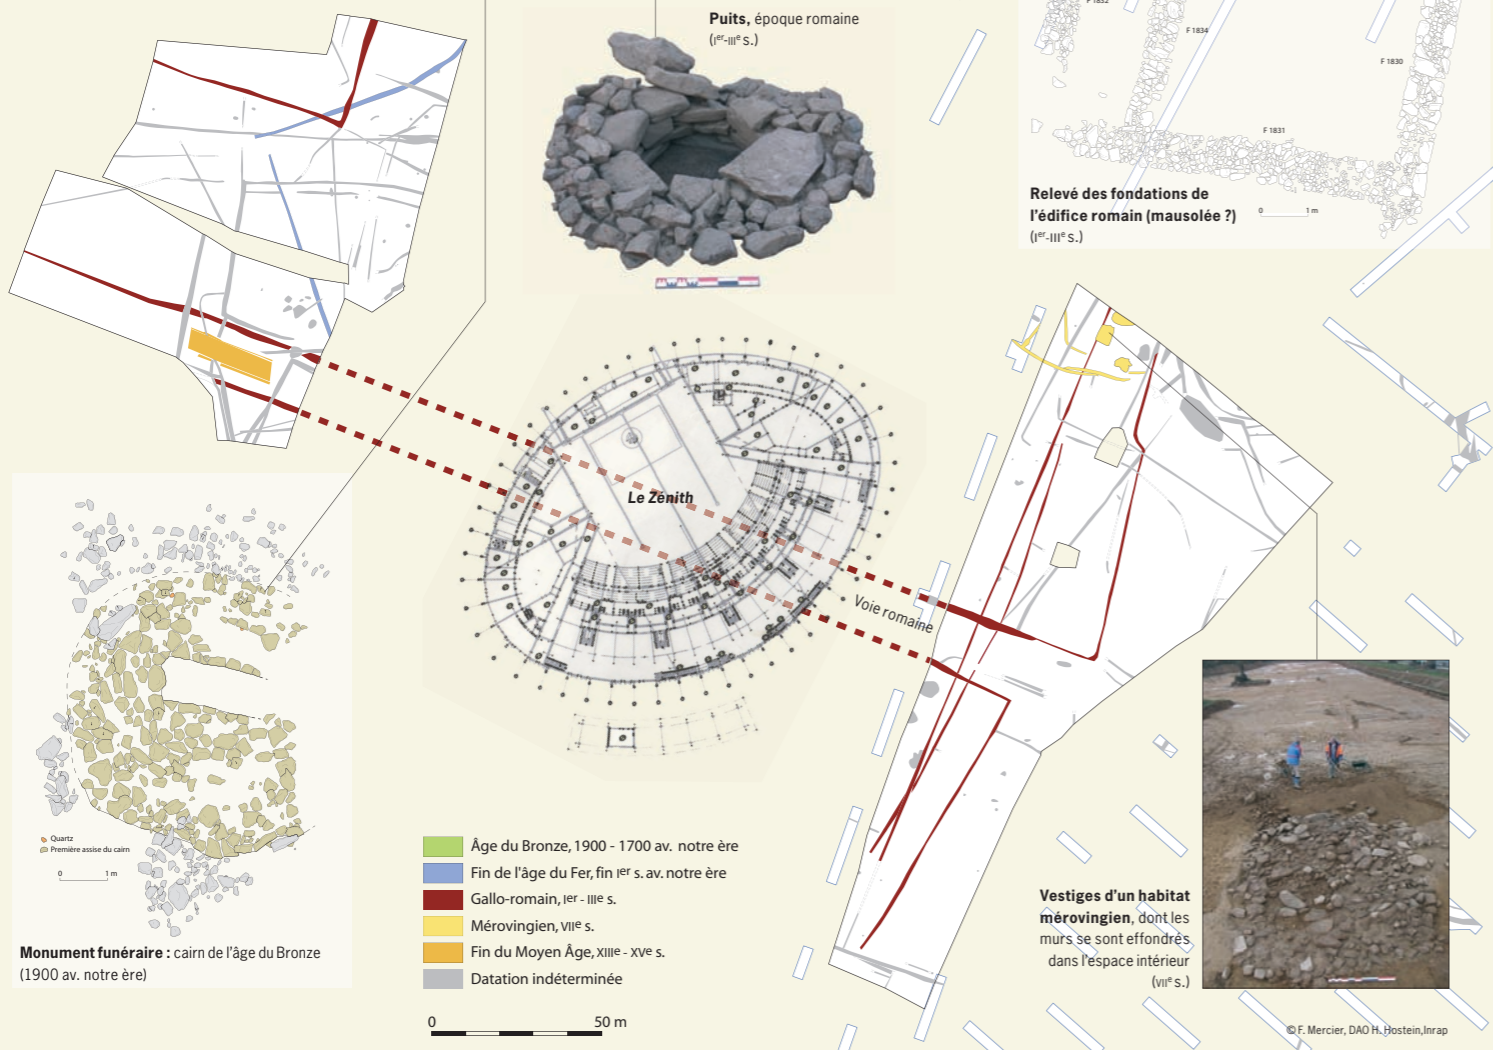 Puits, époque romaine
(Ier-IIIe s.)
F 1832
F 1834
F 1830
F 1831
Relevé des fondations de
l'édifice romain (mausolée ?)
(Ier-IIIe s.)
0 1 m
Le Zénith
Voie romaine
Quartz
Première assise du cairn
0 1 m
Monument funéraire : cairn de l'âge du Bronze
(1900 av. notre ère)
Âge du Bronze, 1900 - 1700 av. notre ère
Fin de l'âge du Fer, fin Ier s. av. notre ère
Gallo-romain, Ier - IIIe s.
Mérovingien, VIIe s.
Fin du Moyen Âge, XIIIe - XVe s.
Datation indéterminée
0 50 m
Vestiges d'un habitat
mérovingien, dont les
murs se sont effondrés
dans l'espace intérieur
(VIIe s.)
© F. Mercier, DAO H. Hostein, Inrap